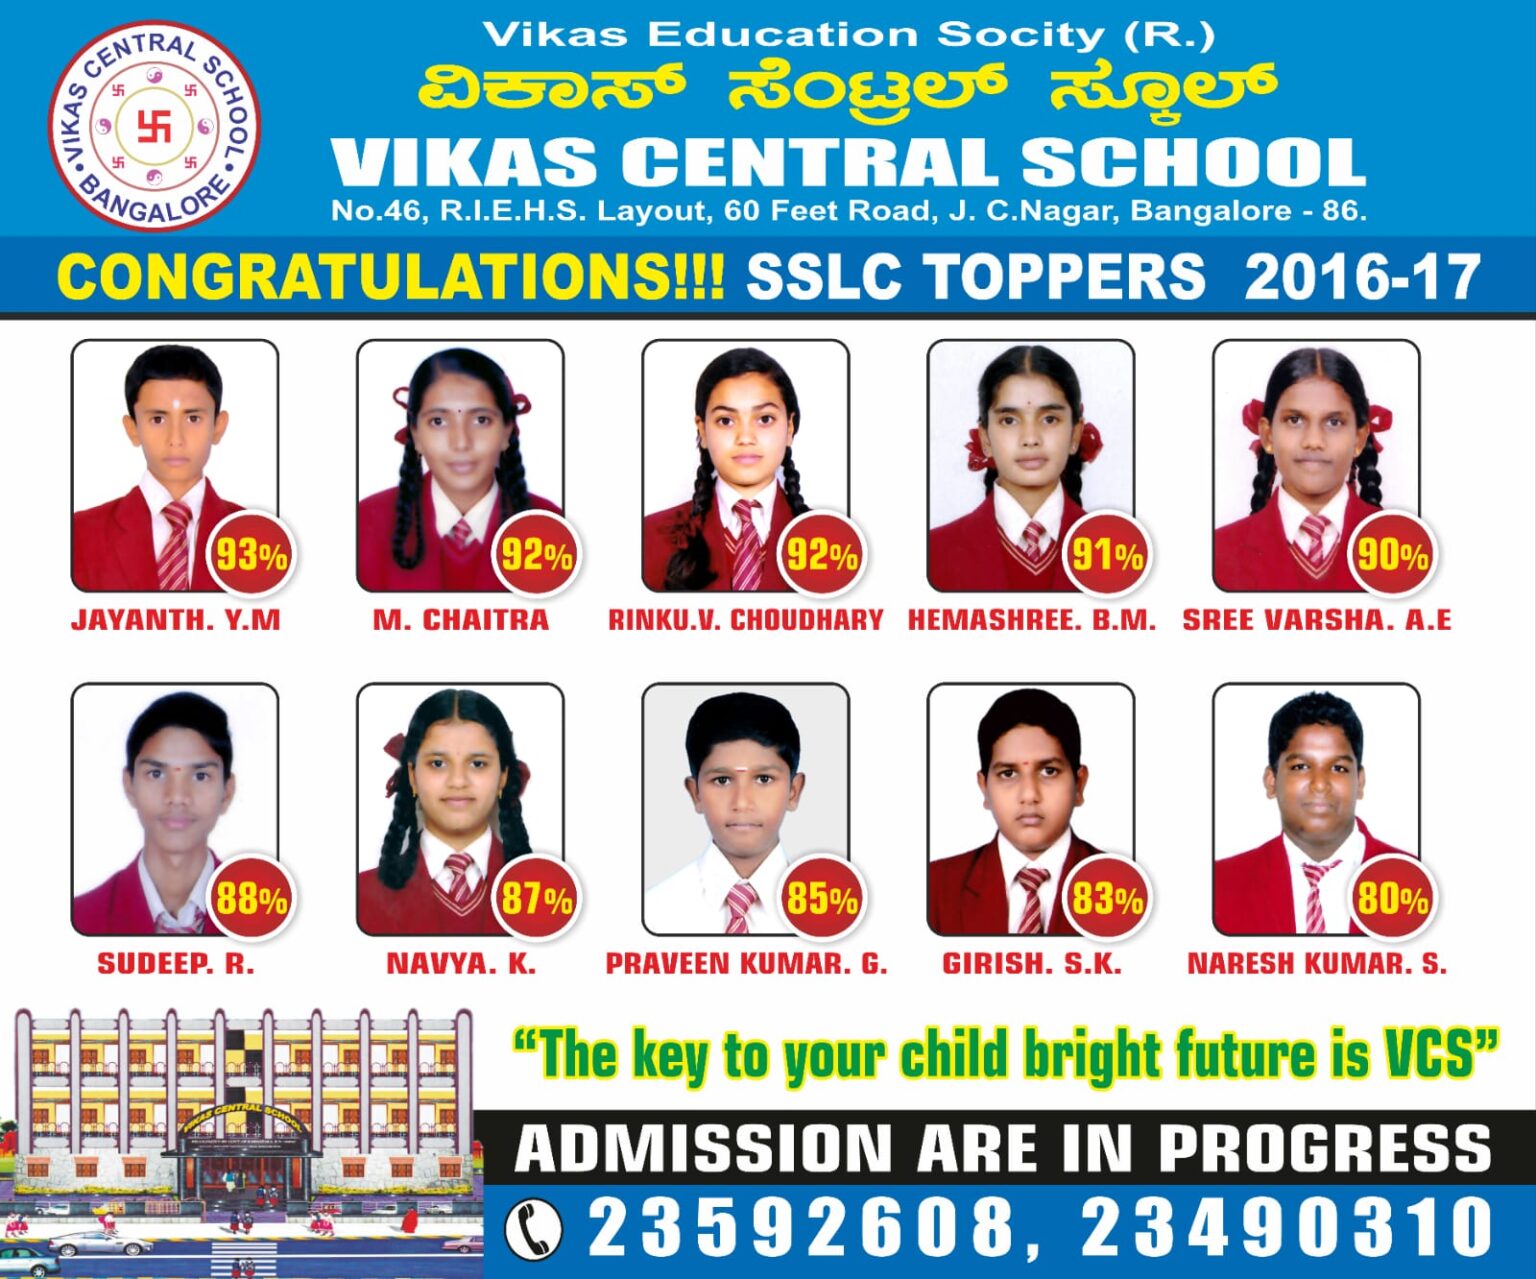 Vikas Education Socity (R.)
ವಿಕಾಸ್ ಸೆಂಟ್ರಲ್ ಸ್ಕೂಲ್
VIKAS CENTRAL SCHOOL
No.46, R.I.E.H.S. Layout, 60 Feet Road, J. C.Nagar, Bangalore - 86.
VIKAS CENTRAL SCHOOL
BANGALORE
CONGRATULATIONS!!! SSLC TOPPERS 2016-17
93% 92% 92% 91% 90%
JAYANTH. Y.M M. CHAITRA RINKU.V. CHOUDHARY HEMASHREE. B.M. SREE VARSHA. A.E
88% 87% 85% 83% 80%
SUDEEP. R. NAVYA. K. PRAVEEN KUMAR. G. GIRISH. S.K. NARESH KUMAR. S.
“The key to your child bright future is VCS”
VIKAS CENTRAL SCHOOL
ADMISSION ARE IN PROGRESS
23592608, 23490310